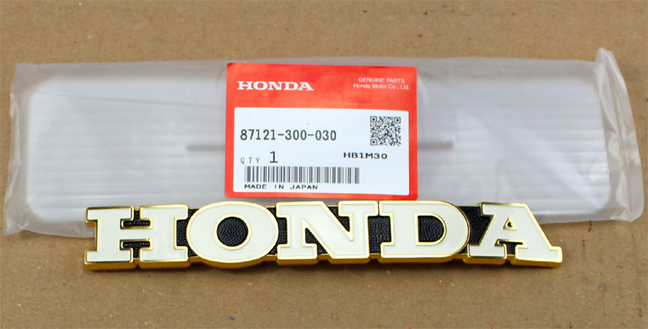 HONDA
GENUINE PARTS
Honda Motor Co., Ltd.
87121-300-030
QTY 1
HB1M30
MADE IN JAPAN
HONDA